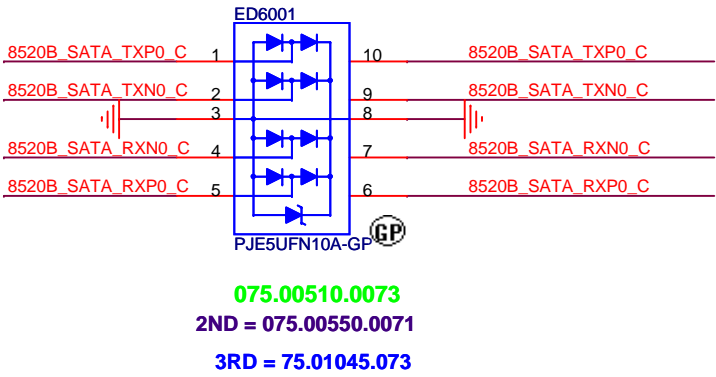 ED6001
8520B_SATA_TXP0_C 1 10 8520B_SATA_TXP0_C
8520B_SATA_TXN0_C 2 9 8520B_SATA_TXN0_C
3 8
8520B_SATA_RXN0_C 4 7 8520B_SATA_RXN0_C
8520B_SATA_RXP0_C 5 6 8520B_SATA_RXP0_C
PJE5UFN10A-GP GP
075.00510.0073
2ND = 075.00550.0071
3RD = 75.01045.073